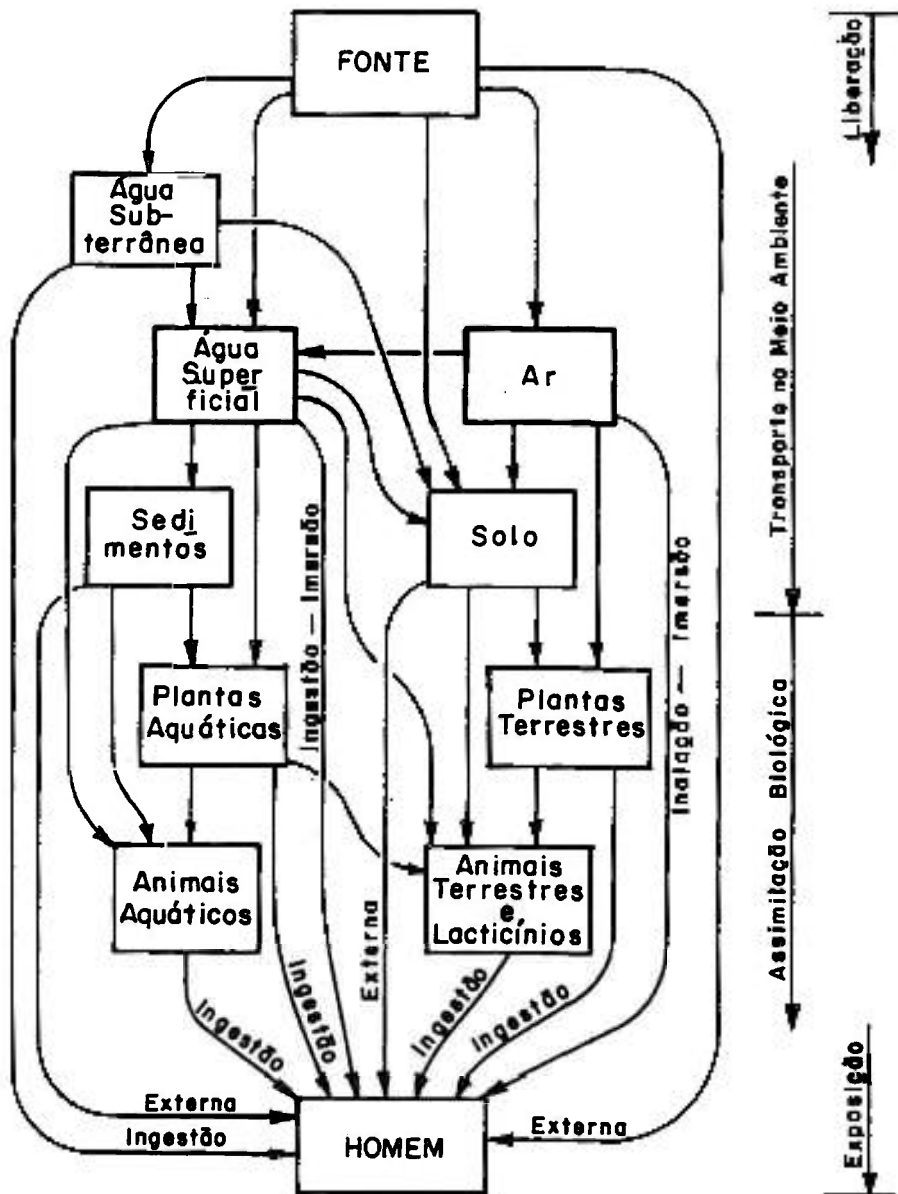 FONTE
Liberação
Água
Sub-
terrânea
Transporte no Meio Ambiente
Água
Super
ficial
Ar
Sedi
mentos
Solo
Ingestão — Imersão
Inalação — Imersão
Plantas
Aquáticas
Plantas
Terrestres
Assimilação Biológica
Animais
Aquáticos
Animais
Terrestres
e
Lacticínios
Externa
Ingestão
Ingestão
Ingestão
Ingestão
Externa
Ingestão
HOMEM
Externa
Exposição